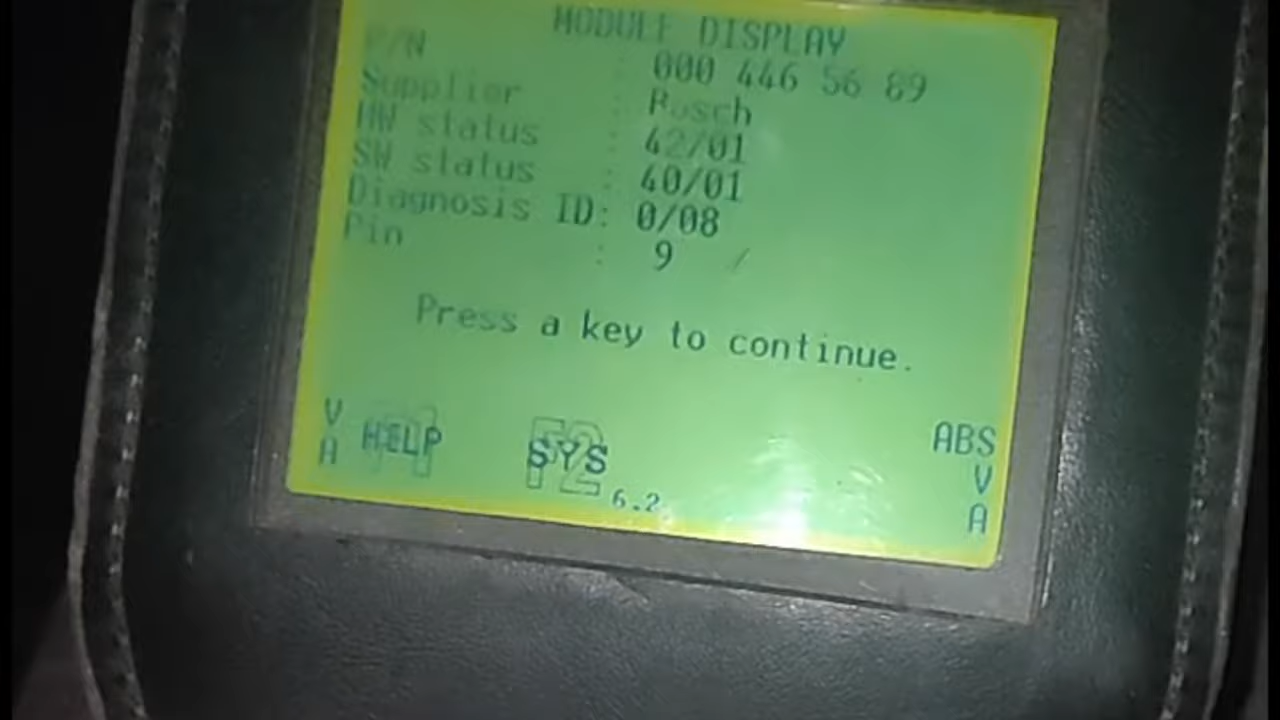 MODULE DISPLAY
P/N : 000 446 56 89
Supplier : Bosch
HW status : 42/01
SW status : 40/01
Diagnosis ID: 0/08
Pin : 9 /
Press a key to continue.
V
A
F1 HELP
F2 SYS
6.2
ABS
V
A